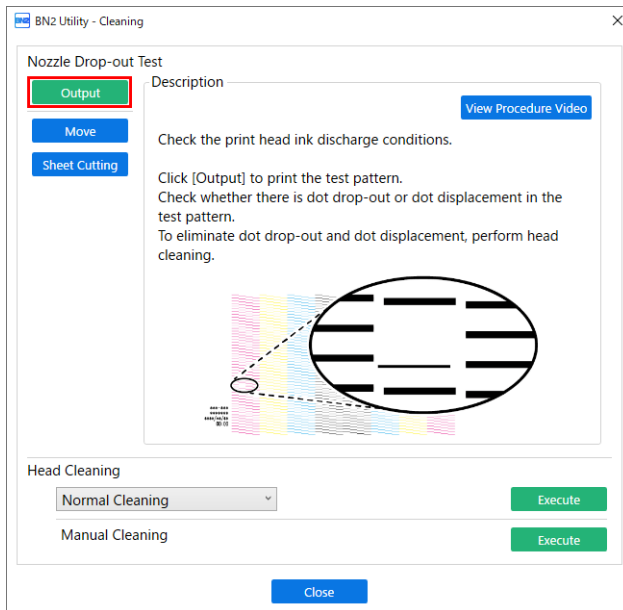 BN2 BN2 Utility - Cleaning
Nozzle Drop-out Test
Output
Description
View Procedure Video
Move
Sheet Cutting
Check the print head ink discharge conditions.
Click [Output] to print the test pattern.
Check whether there is dot drop-out or dot displacement in the
test pattern.
To eliminate dot drop-out and dot displacement, perform head
cleaning.
Head Cleaning
Normal Cleaning
Execute
Manual Cleaning
Execute
Close